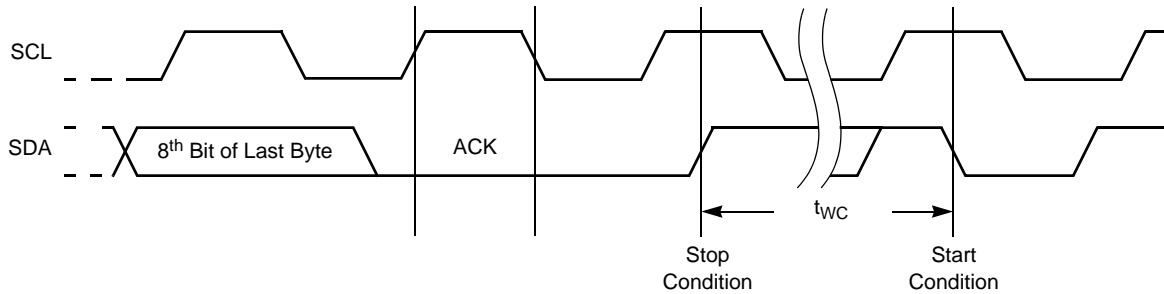 SCL
SDA
8th Bit of Last Byte
ACK
tWC
Stop
Condition
Start
Condition